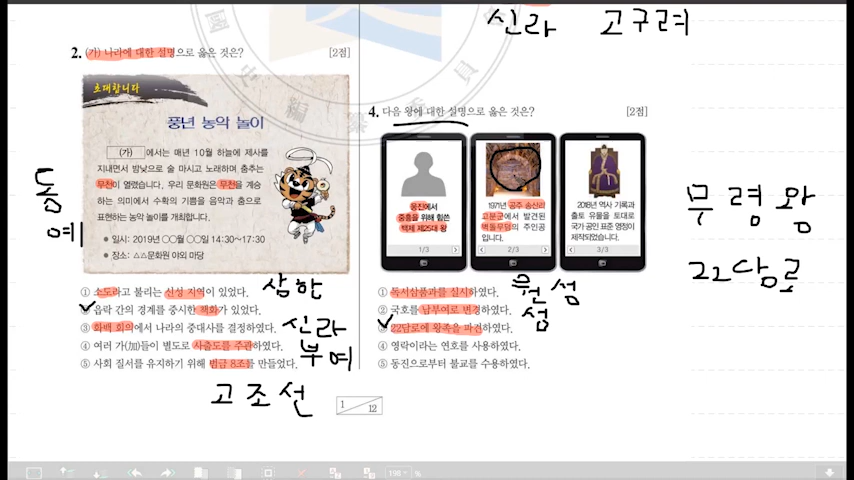 신라 고구려
2. (가) 나라에 대한 설명으로 옳은 것은? [2점]
초대합니다
풍년 농악 놀이
(가) 에서는 매년 10월 하늘에 제사를
지내면서 밤낮으로 술 마시고 노래하며 춤추는
무천이 열렸습니다. 우리 문화원은 무천을 계승
하는 의미에서 수확의 기쁨을 음악과 춤으로
표현하는 농악 놀이를 개최합니다.
● 일시: 2019년 ○○월 ○○일 14:30~17:30
● 장소: △△문화원 야외 마당
동예
① 소도라고 불리는 신성 지역이 있었다. 삼한
② 읍락 간의 경계를 중시한 책화가 있었다.
③ 화백 회의에서 나라의 중대사를 결정하였다. 신라
④ 여러 가(加)들이 별도로 사출도를 주관하였다. 부여
⑤ 사회 질서를 유지하기 위해 범금 8조를 만들었다.
고조선
1 12
4. 다음 왕에 대한 설명으로 옳은 것은? [2점]
웅진에서
중흥을 위해 힘쓴
백제 제25대 왕
1/3
1971년 공주 송산리
고분군에서 발견된
벽돌무덤의 주인공
입니다.
2/3
2018년 역사 기록과
출토 유물을 토대로
국가 공인 표준 영정이
제작되었습니다.
3/3
① 독서삼품과를 실시하였다. 원성
② 국호를 남부여로 변경하였다. 성
③ 22담로에 왕족을 파견하였다.
④ 영락이라는 연호를 사용하였다.
⑤ 동진으로부터 불교를 수용하였다.
무령왕
22담로
198 %